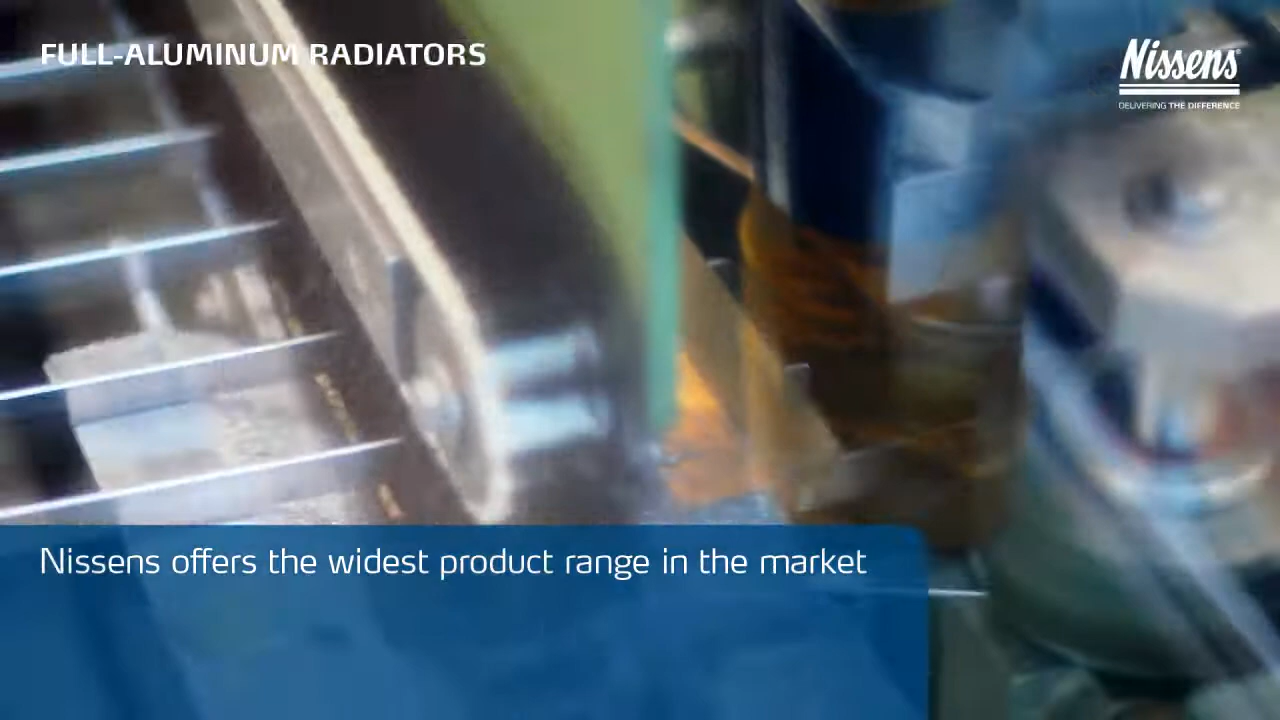 FULL-ALUMINUM RADIATORS
Nissens
DELIVERING THE DIFFERENCE
Nissens offers the widest product range in the market